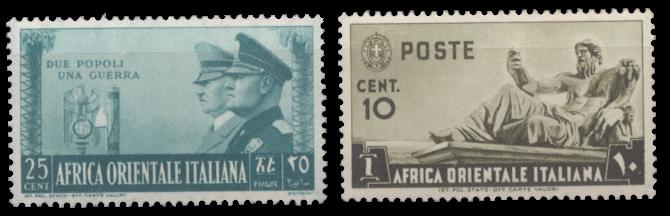 DUE POPOLI
UNA GUERRA
25
CENT.
AFRICA ORIENTALE ITALIANA
٢٥
IST. POL. STATO - OFF. CARTE VALORI
POSTE
CENT.
10
1
AFRICA ORIENTALE ITALIANA
١٠
IST. POL. STATO - OFF. CARTE VALORI